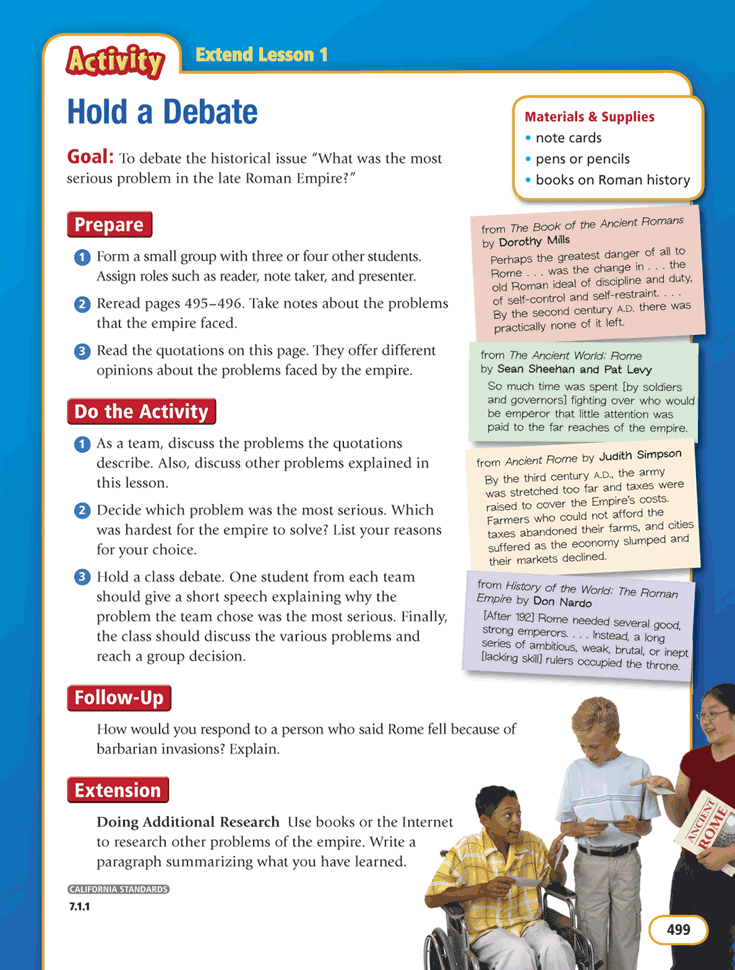 Activity
Extend Lesson 1
Hold a Debate
Goal: To debate the historical issue “What was the most
serious problem in the late Roman Empire?”
Materials & Supplies
• note cards
• pens or pencils
• books on Roman history
Prepare
1 Form a small group with three or four other students.
Assign roles such as reader, note taker, and presenter.
2 Reread pages 495–496. Take notes about the problems
that the empire faced.
3 Read the quotations on this page. They offer different
opinions about the problems faced by the empire.
Do the Activity
1 As a team, discuss the problems the quotations
describe. Also, discuss other problems explained in
this lesson.
2 Decide which problem was the most serious. Which
was hardest for the empire to solve? List your reasons
for your choice.
3 Hold a class debate. One student from each team
should give a short speech explaining why the
problem the team chose was the most serious. Finally,
the class should discuss the various problems and
reach a group decision.
from The Book of the Ancient Romans
by Dorothy Mills
Perhaps the greatest danger of all to
Rome . . . was the change in . . . the
old Roman ideal of discipline and duty,
of self-control and self-restraint. . . .
By the second century A.D. there was
practically none of it left.
from The Ancient World: Rome
by Sean Sheehan and Pat Levy
So much time was spent [by soldiers
and governors] fighting over who would
be emperor that little attention was
paid to the far reaches of the empire.
from Ancient Rome by Judith Simpson
By the third century A.D., the army
was stretched too far and taxes were
raised to cover the Empire's costs.
Farmers who could not afford the
taxes abandoned their farms, and cities
suffered as the economy slumped and
their markets declined.
from History of the World: The Roman
Empire by Don Nardo
[After 192] Rome needed several good,
strong emperors. . . . Instead, a long
series of ambitious, weak, brutal, or inept
[lacking skill] rulers occupied the throne.
Follow-Up
How would you respond to a person who said Rome fell because of
barbarian invasions? Explain.
Extension
Doing Additional Research Use books or the Internet
to research other problems of the empire. Write a
paragraph summarizing what you have learned.
CALIFORNIA STANDARDS
7.1.1
ANCIENT
ROME
499